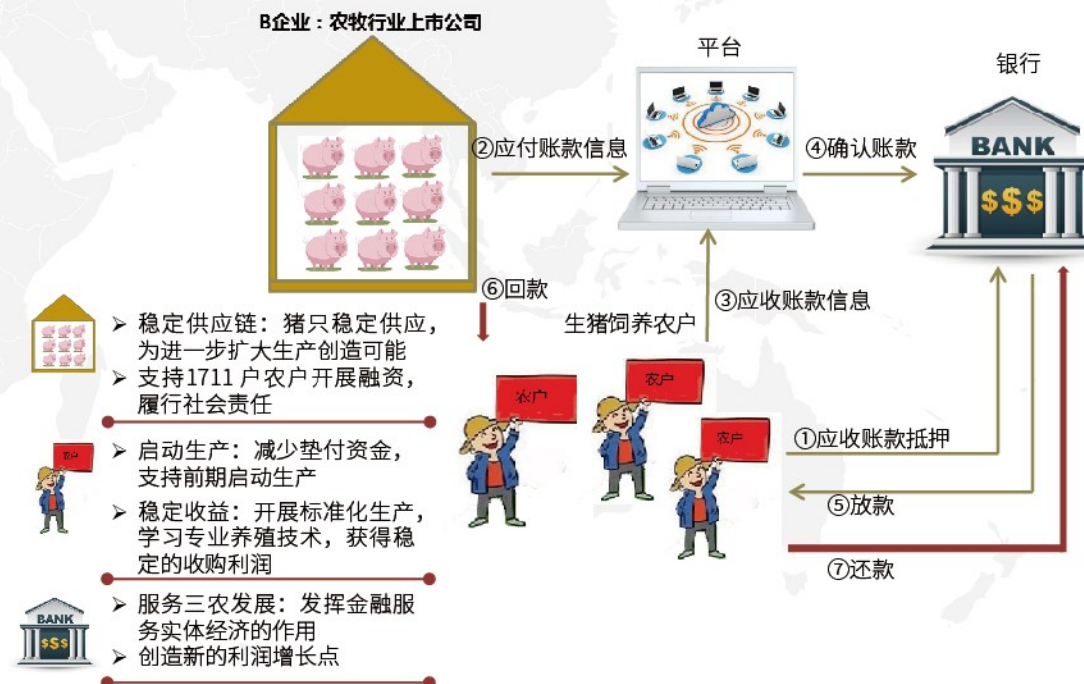 B企业：农牧行业上市公司
平台
银行
②应付账款信息
④确认账款
BANK
$$$
⑥回款
③应收账款信息
生猪饲养农户
农户
农户
农户
①应收账款抵押
⑤放款
⑦还款
➢ 稳定供应链：猪只稳定供应，
为进一步扩大生产创造可能
➢ 支持1711 户农户开展融资，
履行社会责任
农户
➢ 启动生产：减少垫付资金，
支持前期启动生产
➢ 稳定收益：开展标准化生产，
学习专业养殖技术，获得稳
定的收购利润
BANK
$$$
➢ 服务三农发展：发挥金融服
务实体经济的作用
➢ 创造新的利润增长点